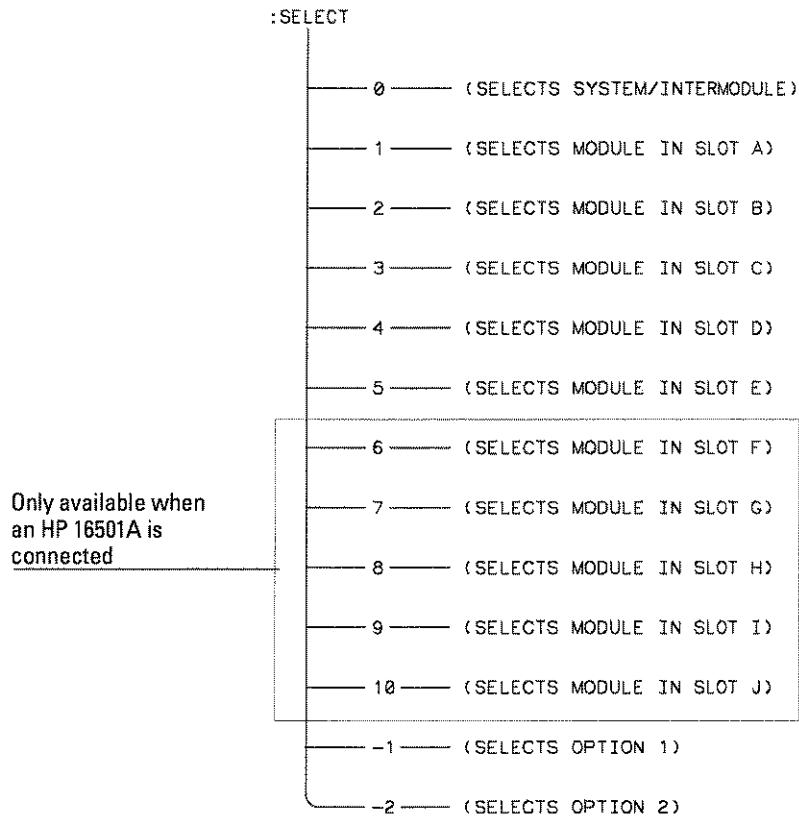 :SELECT
0 (SELECTS SYSTEM/INTERMODULE)
1 (SELECTS MODULE IN SLOT A)
2 (SELECTS MODULE IN SLOT B)
3 (SELECTS MODULE IN SLOT C)
4 (SELECTS MODULE IN SLOT D)
5 (SELECTS MODULE IN SLOT E)
6 (SELECTS MODULE IN SLOT F)
Only available when
an HP 16501A is
connected
7 (SELECTS MODULE IN SLOT G)
8 (SELECTS MODULE IN SLOT H)
9 (SELECTS MODULE IN SLOT I)
10 (SELECTS MODULE IN SLOT J)
-1 (SELECTS OPTION 1)
-2 (SELECTS OPTION 2)